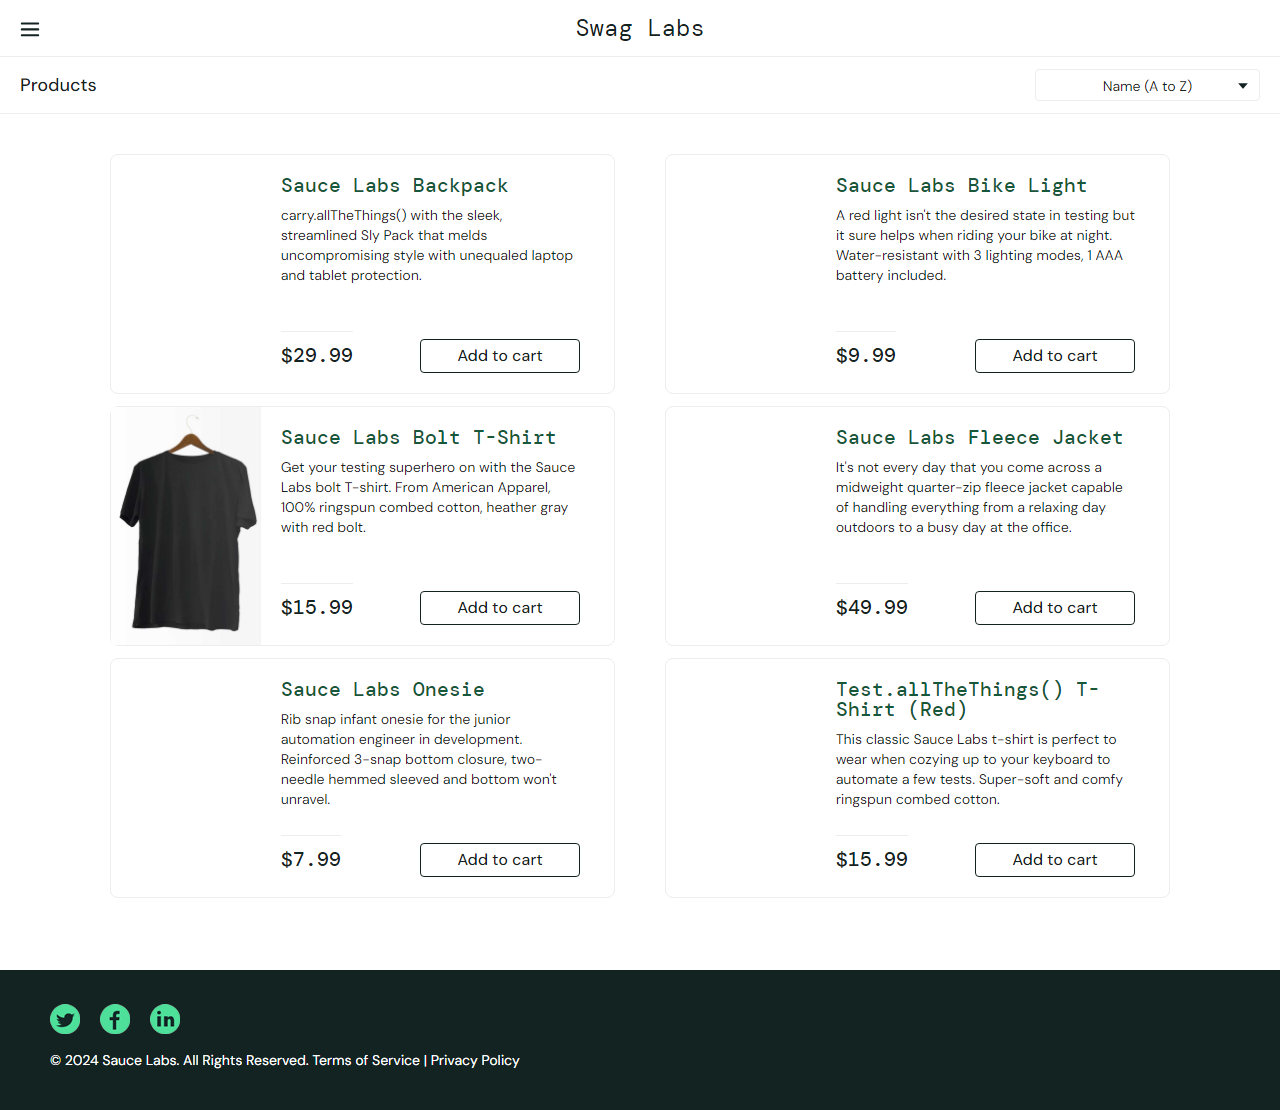 Swag Labs
Products
Name (A to Z)
Sauce Labs Backpack
carry.allTheThings() with the sleek,
streamlined Sly Pack that melds
uncompromising style with unequaled laptop
and tablet protection.
$29.99
Add to cart
Sauce Labs Bike Light
A red light isn't the desired state in testing but
it sure helps when riding your bike at night.
Water-resistant with 3 lighting modes, 1 AAA
battery included.
$9.99
Add to cart
Sauce Labs Bolt T-Shirt
Get your testing superhero on with the Sauce
Labs bolt T-shirt. From American Apparel,
100% ringspun combed cotton, heather gray
with red bolt.
$15.99
Add to cart
Sauce Labs Fleece Jacket
It's not every day that you come across a
midweight quarter-zip fleece jacket capable
of handling everything from a relaxing day
outdoors to a busy day at the office.
$49.99
Add to cart
Sauce Labs Onesie
Rib snap infant onesie for the junior
automation engineer in development.
Reinforced 3-snap bottom closure, two-
needle hemmed sleeved and bottom won't
unravel.
$7.99
Add to cart
Test.allTheThings() T-
Shirt (Red)
This classic Sauce Labs t-shirt is perfect to
wear when cozying up to your keyboard to
automate a few tests. Super-soft and comfy
ringspun combed cotton.
$15.99
Add to cart
© 2024 Sauce Labs. All Rights Reserved. Terms of Service | Privacy Policy